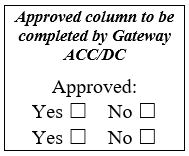 Approved column to be
completed by Gateway
ACC/DC
Approved:
Yes ☐ No ☐
Yes ☐ No ☐